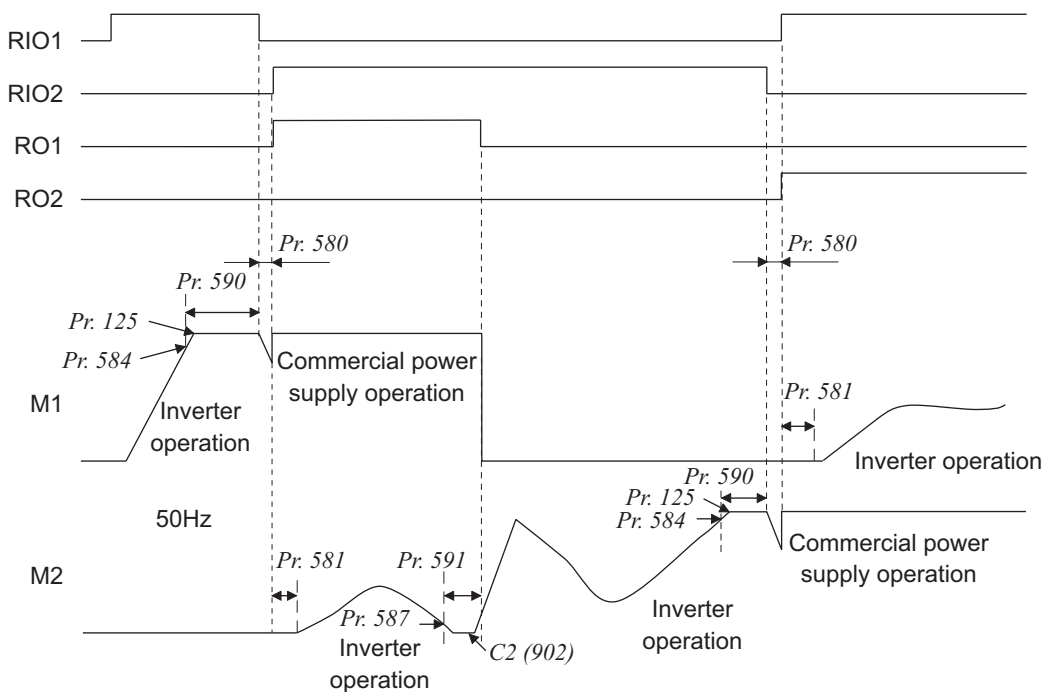 RIO1
RIO2
RO1
RO2
Pr. 580
Pr. 580
Pr. 590
Pr. 125
Pr. 584
Commercial power
supply operation
Pr. 581
M1
Inverter
operation
Inverter operation
Pr. 590
Pr. 125
Pr. 584
50Hz
Commercial power
supply operation
Pr. 581
Pr. 591
M2
Pr. 587
Inverter
operation
C2 (902)
Inverter
operation